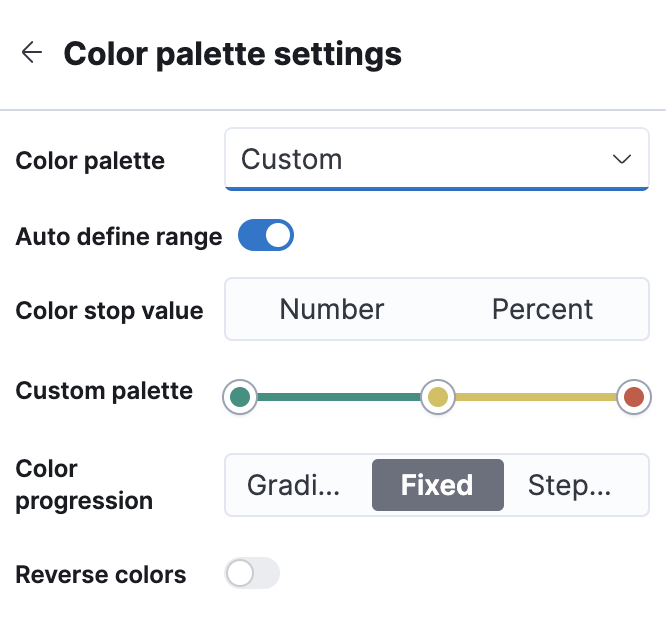 Color palette settings
Color palette
Custom
Auto define range
Color stop value
Number
Percent
Custom palette
Color
progression
Gradi...
Fixed
Step...
Reverse colors